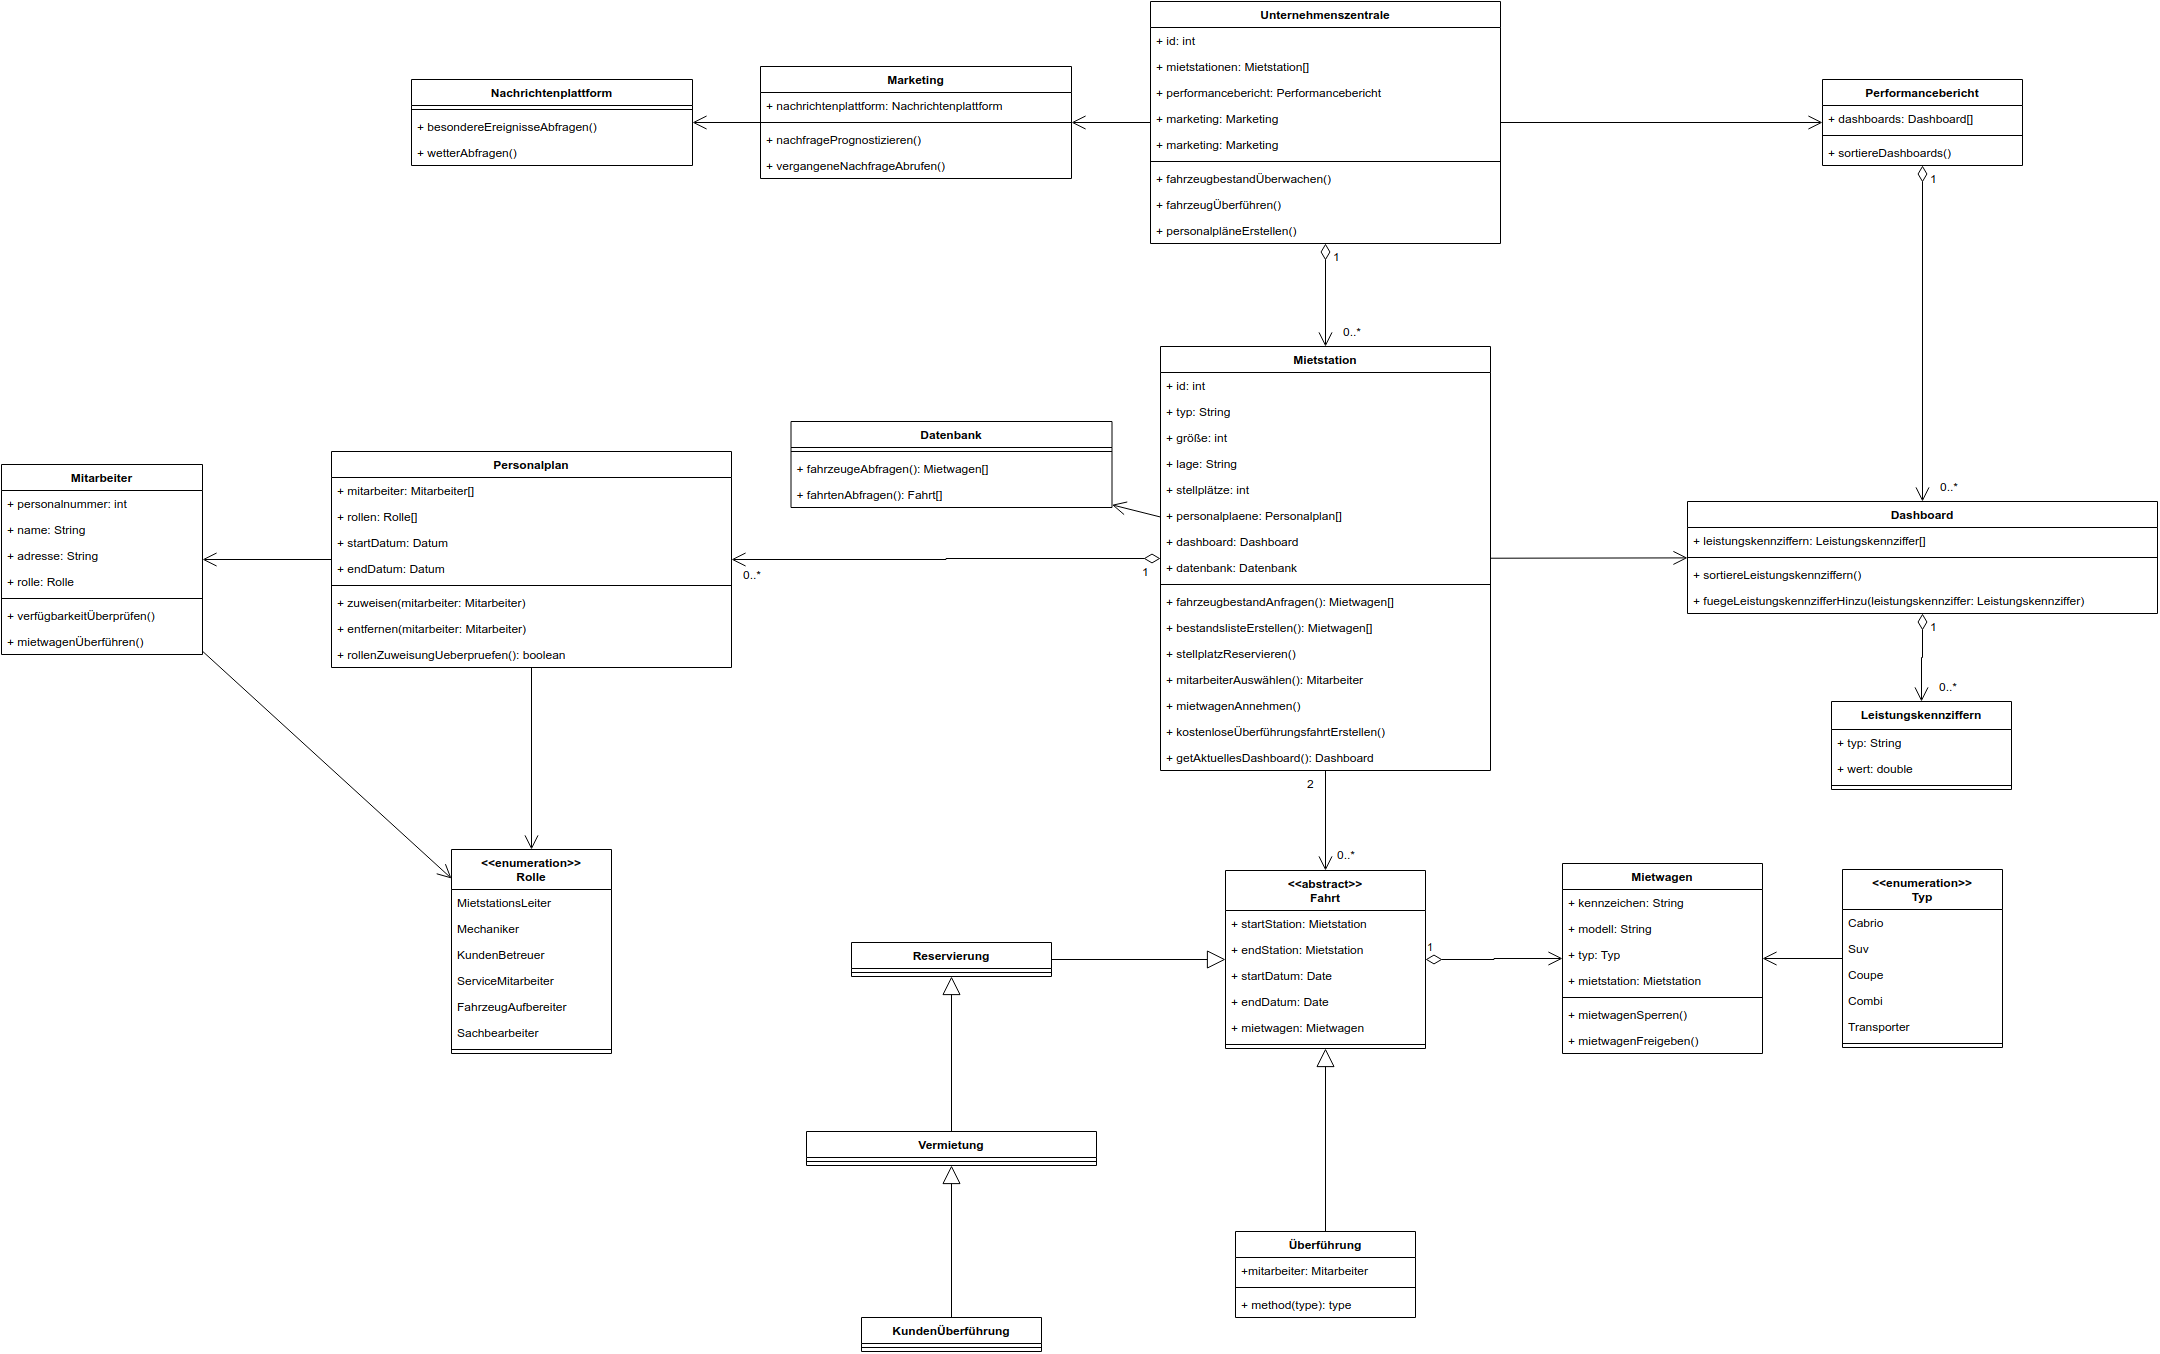 Unternehmenszentrale
+ id: int
+ mietstationen: Mietstation[]
+ performancebericht: Performancebericht
+ marketing: Marketing
+ marketing: Marketing
+ fahrzeugbestandÜberwachen()
+ fahrzeugÜberführen()
+ personalpläneErstellen()
1
0..*
Marketing
+ nachrichtenplattform: Nachrichtenplattform
+ nachfragePrognostizieren()
+ vergangeneNachfrageAbrufen()
Nachrichtenplattform
+ besondereEreignisseAbfragen()
+ wetterAbfragen()
Performancebericht
+ dashboards: Dashboard[]
+ sortiereDashboards()
1
0..*
Mietstation
+ id: int
+ typ: String
+ größe: int
+ lage: String
+ stellplätze: int
+ personalplaene: Personalplan[]
+ dashboard: Dashboard
+ datenbank: Datenbank
+ fahrzeugbestandAnfragen(): Mietwagen[]
+ bestandslisteErstellen(): Mietwagen[]
+ stellplatzReservieren()
+ mitarbeiterAuswählen(): Mitarbeiter
+ mietwagenAnnehmen()
+ kostenloseÜberführungsfahrtErstellen()
+ getAktuellesDashboard(): Dashboard
1
0..*
2
0..*
Datenbank
+ fahrzeugeAbfragen(): Mietwagen[]
+ fahrtenAbfragen(): Fahrt[]
Personalplan
+ mitarbeiter: Mitarbeiter[]
+ rollen: Rolle[]
+ startDatum: Datum
+ endDatum: Datum
+ zuweisen(mitarbeiter: Mitarbeiter)
+ entfernen(mitarbeiter: Mitarbeiter)
+ rollenZuweisungUeberpruefen(): boolean
Mitarbeiter
+ personalnummer: int
+ name: String
+ adresse: String
+ rolle: Rolle
+ verfügbarkeitÜberprüfen()
+ mietwagenÜberführen()
Dashboard
+ leistungskennziffern: Leistungskennziffer[]
+ sortiereLeistungskennziffern()
+ fuegeLeistungskennzifferHinzu(leistungskennziffer: Leistungskennziffer)
1
0..*
Leistungskennziffern
+ typ: String
+ wert: double
<<enumeration>>
Rolle
MietstationsLeiter
Mechaniker
KundenBetreuer
ServiceMitarbeiter
FahrzeugAufbereiter
Sachbearbeiter
<<abstract>>
Fahrt
+ startStation: Mietstation
+ endStation: Mietstation
+ startDatum: Date
+ endDatum: Date
+ mietwagen: Mietwagen
1
Mietwagen
+ kennzeichen: String
+ modell: String
+ typ: Typ
+ mietstation: Mietstation
+ mietwagenSperren()
+ mietwagenFreigeben()
<<enumeration>>
Typ
Cabrio
Suv
Coupe
Combi
Transporter
Reservierung
Vermietung
KundenÜberführung
Überführung
+mitarbeiter: Mitarbeiter
+ method(type): type